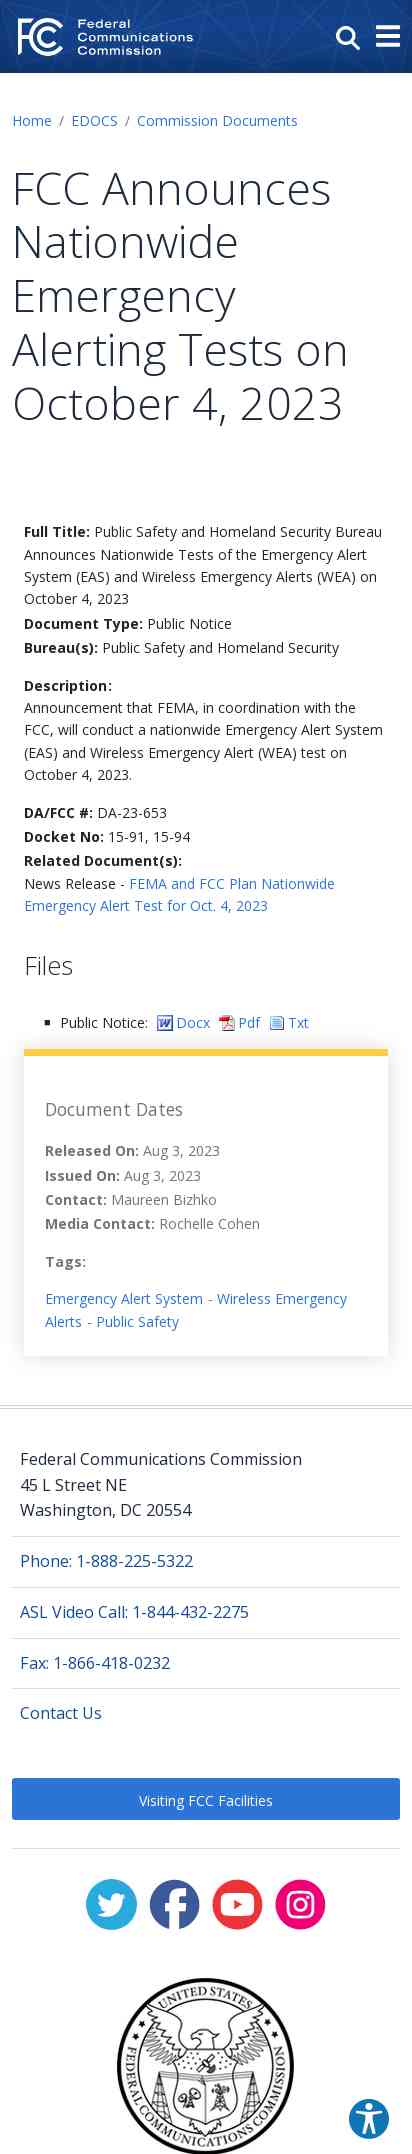 FC
Federal
Communications
Commission
Home / EDOCS / Commission Documents
FCC Announces
Nationwide
Emergency
Alerting Tests on
October 4, 2023
Full Title: Public Safety and Homeland Security Bureau
Announces Nationwide Tests of the Emergency Alert
System (EAS) and Wireless Emergency Alerts (WEA) on
October 4, 2023
Document Type: Public Notice
Bureau(s): Public Safety and Homeland Security
Description:
Announcement that FEMA, in coordination with the
FCC, will conduct a nationwide Emergency Alert System
(EAS) and Wireless Emergency Alert (WEA) test on
October 4, 2023.
DA/FCC #: DA-23-653
Docket No: 15-91, 15-94
Related Document(s):
News Release - FEMA and FCC Plan Nationwide
Emergency Alert Test for Oct. 4, 2023
Files
Public Notice: Docx Pdf Txt
Document Dates
Released On: Aug 3, 2023
Issued On: Aug 3, 2023
Contact: Maureen Bizhko
Media Contact: Rochelle Cohen
Tags:
Emergency Alert System - Wireless Emergency
Alerts - Public Safety
Federal Communications Commission
45 L Street NE
Washington, DC 20554
Phone: 1-888-225-5322
ASL Video Call: 1-844-432-2275
Fax: 1-866-418-0232
Contact Us
Visiting FCC Facilities
UNITED STATES
FEDERAL COMMUNICATIONS COMMISSION